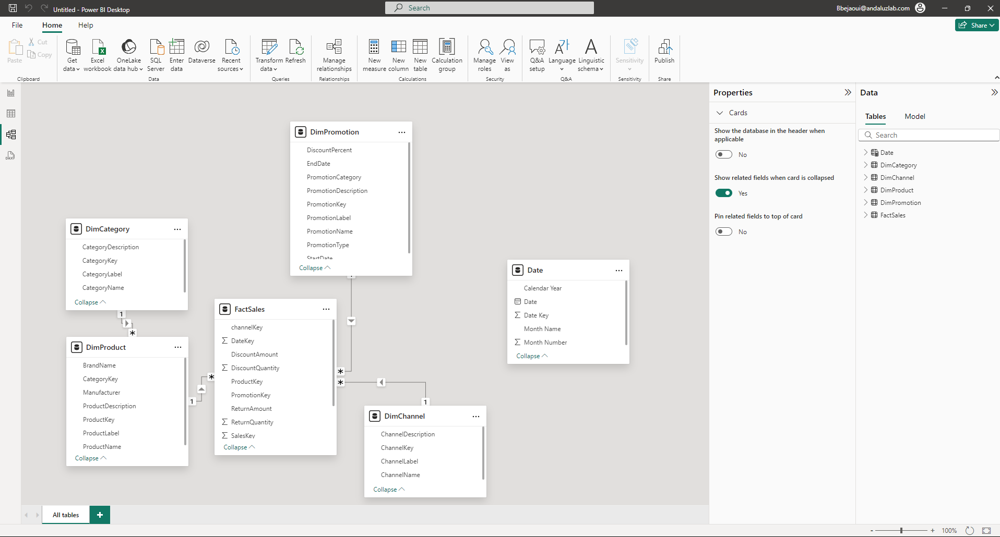 Untitled - Power BI Desktop
Search
Bbejaoui@andaluzlab.com
File
Home
Help
Share
Paste
Cut
Copy
Clipboard
Get data
Excel workbook
OneLake data hub
SQL Server
Enter data
Dataverse
Recent sources
Data
Transform data
Refresh
Queries
Manage relationships
Relationships
New measure
New column
New table
Calculation group
Calculations
Manage roles
View as
Security
Q&A setup
Language
Linguistic schema
Q&A
Sensitivity
Sensitivity
Publish
Share
DAX
DimPromotion
DiscountPercent
EndDate
PromotionCategory
PromotionDescription
PromotionKey
PromotionLabel
PromotionName
PromotionType
StartDate
Collapse
DimCategory
CategoryDescription
CategoryKey
CategoryLabel
CategoryName
Collapse
1
*
DimProduct
BrandName
CategoryKey
Manufacturer
ProductDescription
ProductKey
ProductLabel
ProductName
Collapse
1
*
FactSales
channelKey
DateKey
DiscountAmount
DiscountQuantity
ProductKey
PromotionKey
ReturnAmount
ReturnQuantity
SalesKey
Collapse
*
*
1
DimChannel
ChannelDescription
ChannelKey
ChannelLabel
ChannelName
Collapse
Date
Calendar Year
Date
Date Key
Month Name
Month Number
Collapse
Properties
Cards
Show the database in the header when
applicable
No
Show related fields when card is collapsed
Yes
Pin related fields to top of card
No
Data
Tables
Model
Search
Date
DimCategory
DimChannel
DimProduct
DimPromotion
FactSales
All tables
+
- + 100%